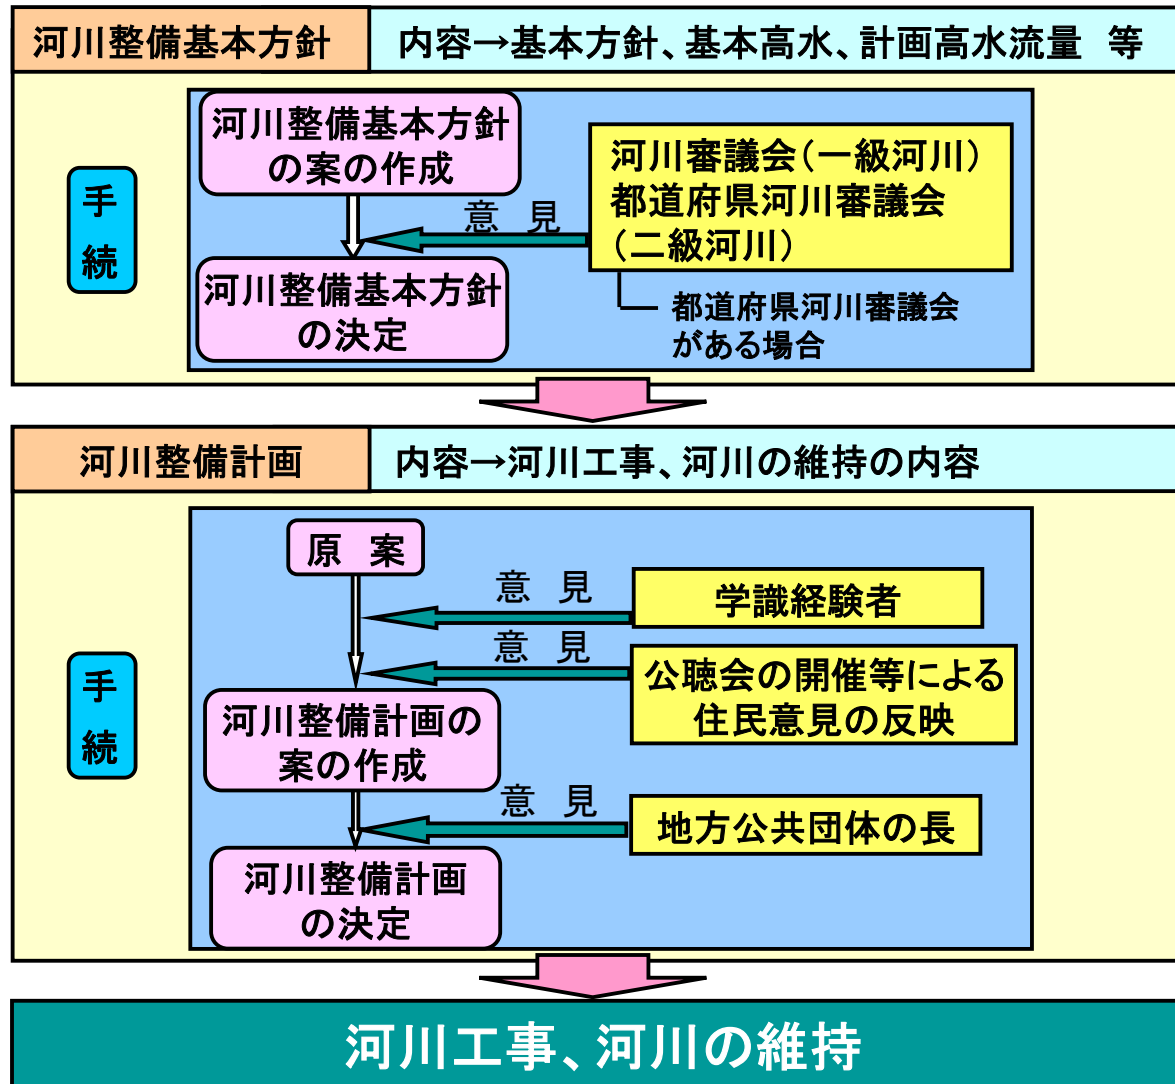 河川整備基本方針
内容→基本方針、基本高水、計画高水流量 等
手
続
河川整備基本方針
の案の作成
意 見
河川審議会（一級河川）
都道府県河川審議会
（二級河川）
都道府県河川審議会
がある場合
河川整備基本方針
の決定
河川整備計画
内容→河川工事、河川の維持の内容
手
続
原 案
意 見
学識経験者
意 見
公聴会の開催等による
住民意見の反映
河川整備計画の
案の作成
意 見
地方公共団体の長
河川整備計画
の決定
河川工事、河川の維持